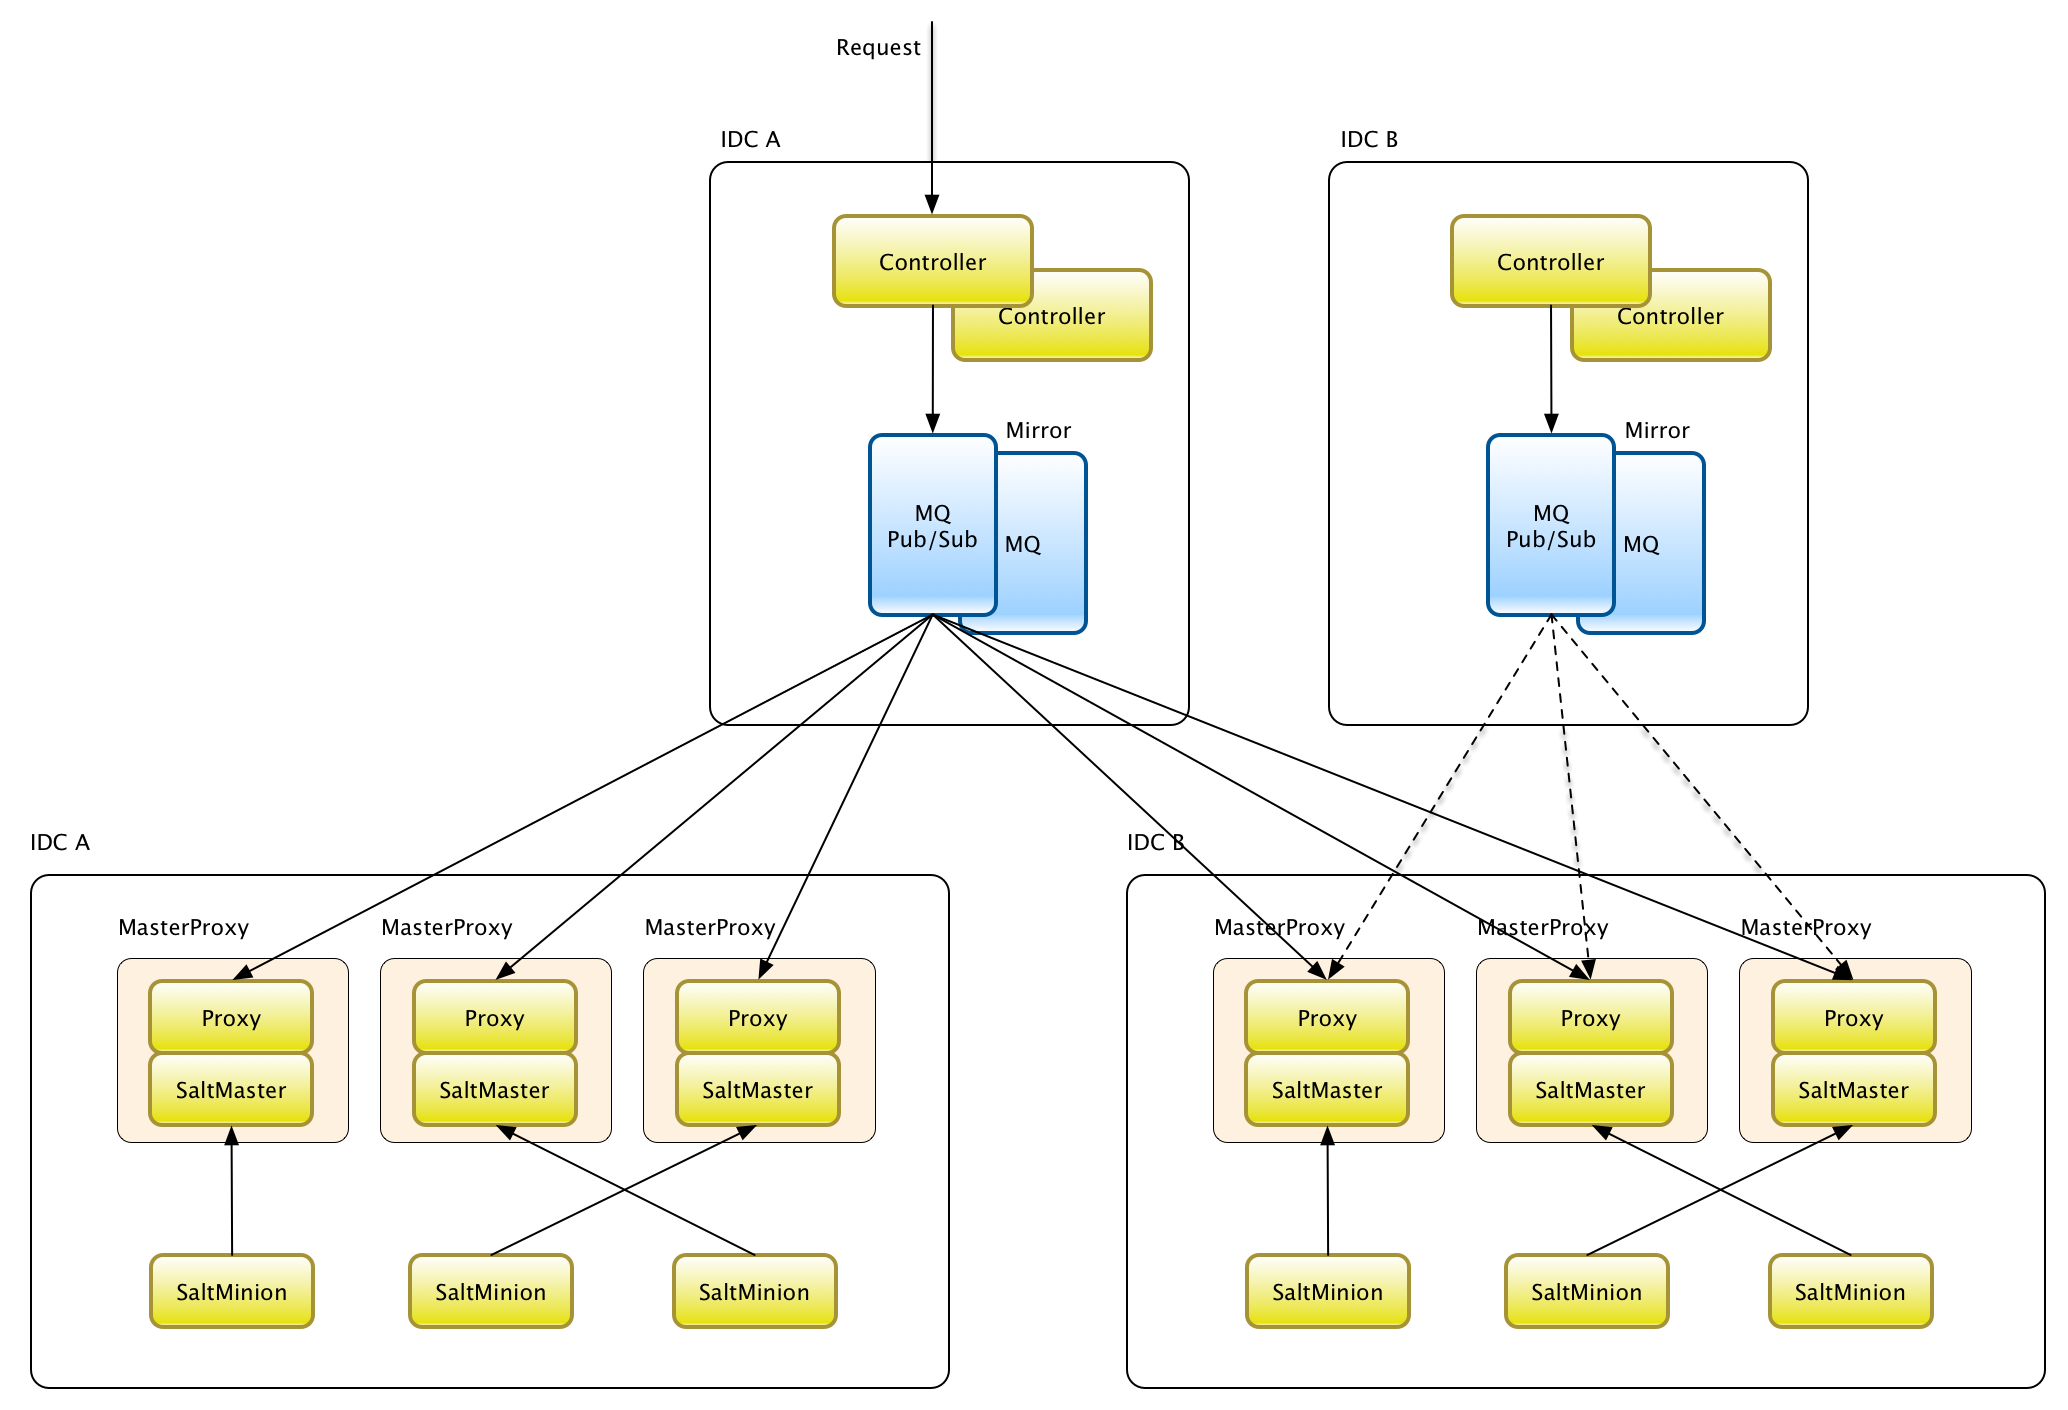 Request
IDC A
IDC B
Controller
Controller
Controller
Controller
Mirror
Mirror
MQ
Pub/Sub
MQ
MQ
Pub/Sub
MQ
IDC A
IDC B
MasterProxy
MasterProxy
MasterProxy
MasterProxy
MasterProxy
MasterProxy
Proxy
Proxy
Proxy
Proxy
Proxy
Proxy
SaltMaster
SaltMaster
SaltMaster
SaltMaster
SaltMaster
SaltMaster
SaltMinion
SaltMinion
SaltMinion
SaltMinion
SaltMinion
SaltMinion